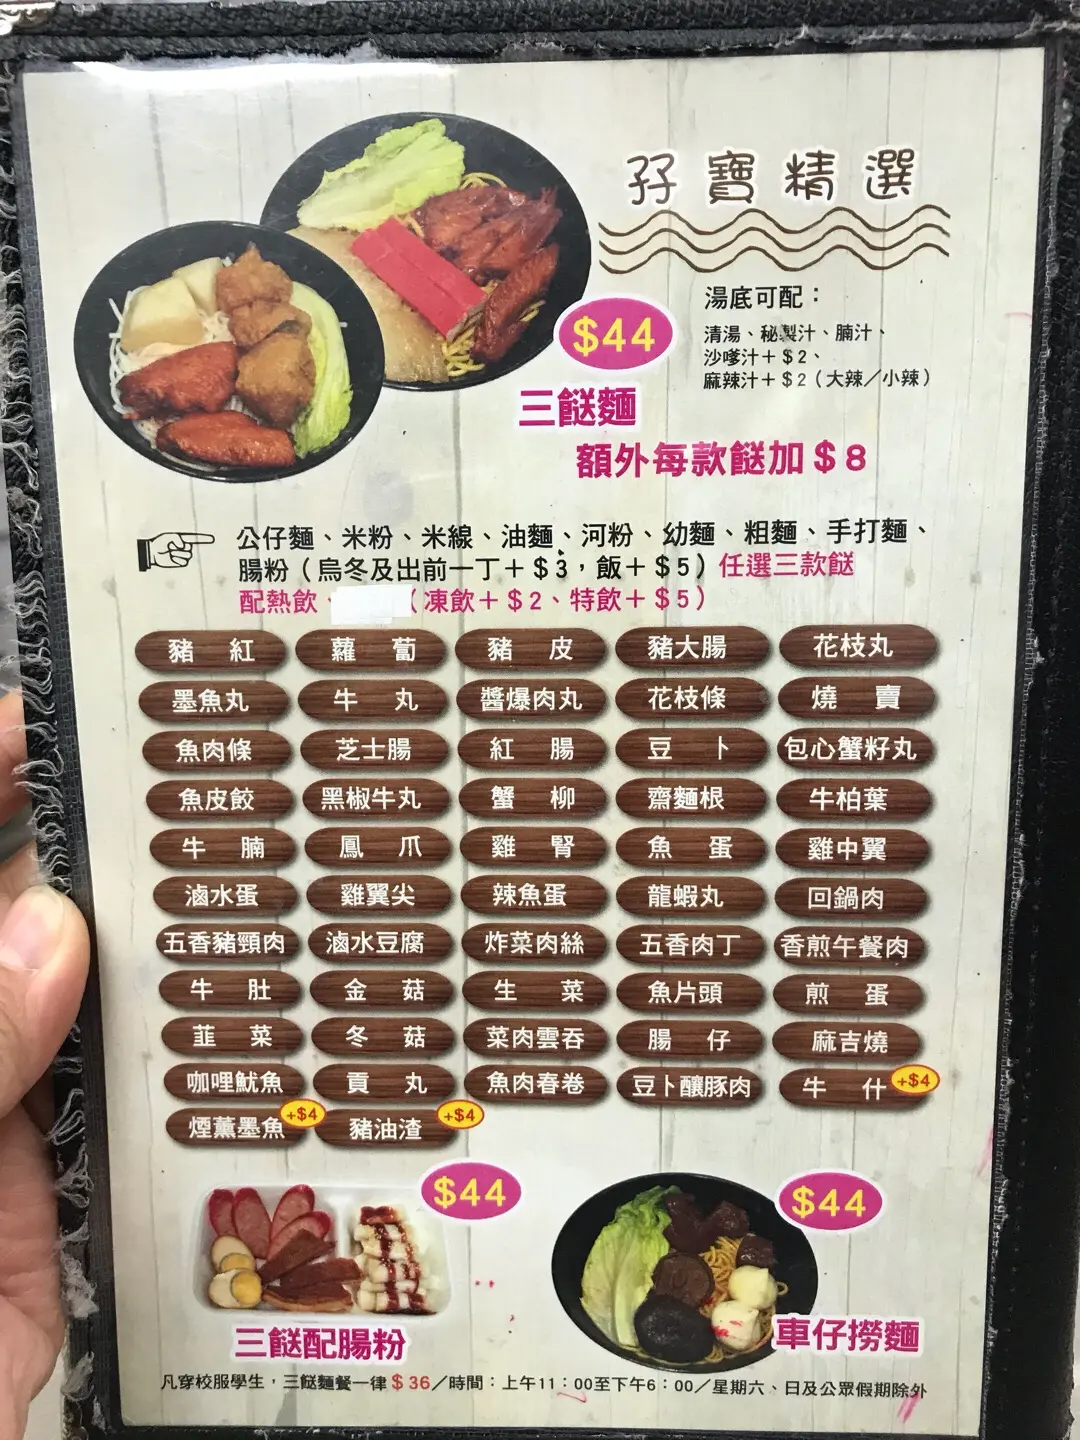 孖寶精選
湯底可配：
清湯、秘製汁、腩汁、
沙嗲汁＋＄2、
麻辣汁＋＄2（大辣／小辣）
$44
三餸麵
額外每款餸加＄8
公仔麵、米粉、米線、油麵、河粉、幼麵、粗麵、手打麵、
腸粉（烏冬及出前一丁＋＄3，飯＋＄5）任選三款餸
配熱飲、（凍飲＋＄2、特飲＋＄5）
豬紅 蘿蔔 豬皮 豬大腸 花枝丸
墨魚丸 牛丸 醬爆肉丸 花枝條 燒賣
魚肉條 芝士腸 紅腸 豆卜 包心蟹籽丸
魚皮餃 黑椒牛丸 蟹柳 齋麵根 牛柏葉
牛腩 鳳爪 雞腎 魚蛋 雞中翼
滷水蛋 雞翼尖 辣魚蛋 龍蝦丸 回鍋肉
五香豬頸肉 滷水豆腐 炸菜肉絲 五香肉丁 香煎午餐肉
牛肚 金菇 生菜 魚片頭 煎蛋
韮菜 冬菇 菜肉雲吞 腸仔 麻吉燒
咖哩魷魚 貢丸 魚肉春卷 豆卜釀豚肉 牛什 +$4
煙薰墨魚 +$4 豬油渣 +$4
$44
$44
三餸配腸粉
車仔撈麵
凡穿校服學生，三餸麵餐一律＄36／時間：上午11：00至下午6：00／星期六、日及公眾假期除外